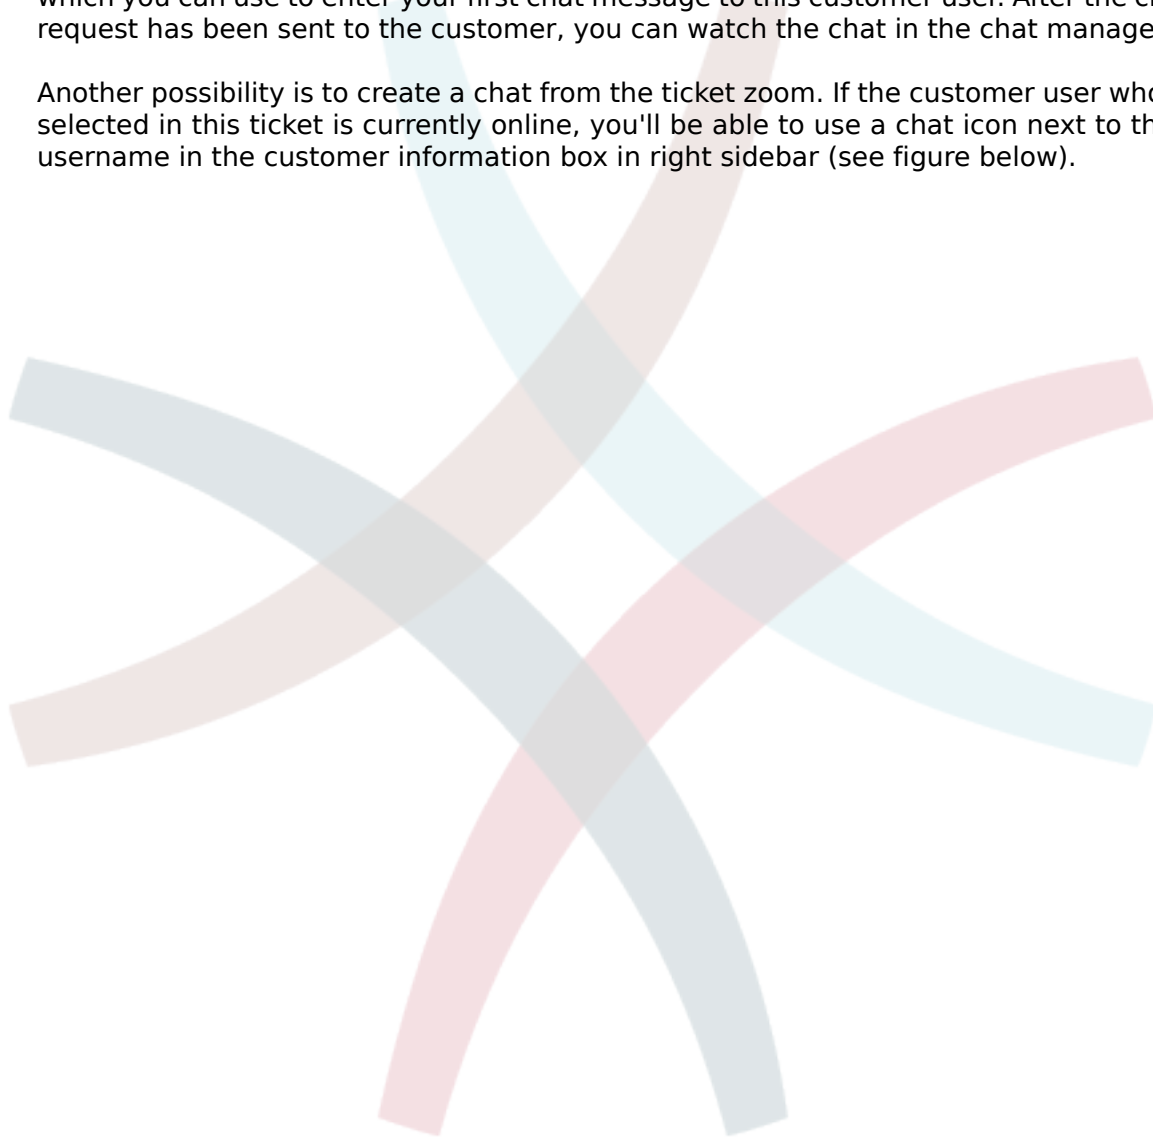 which you can use to enter your first chat message to this customer user. After the
request has been sent to the customer, you can watch the chat in the chat
Another possibility is to create a chat from the ticket zoom. If the customer user
selected in this ticket is currently online, you'll be able to use a chat icon next to
username in the customer information box in right sidebar (see figure below).